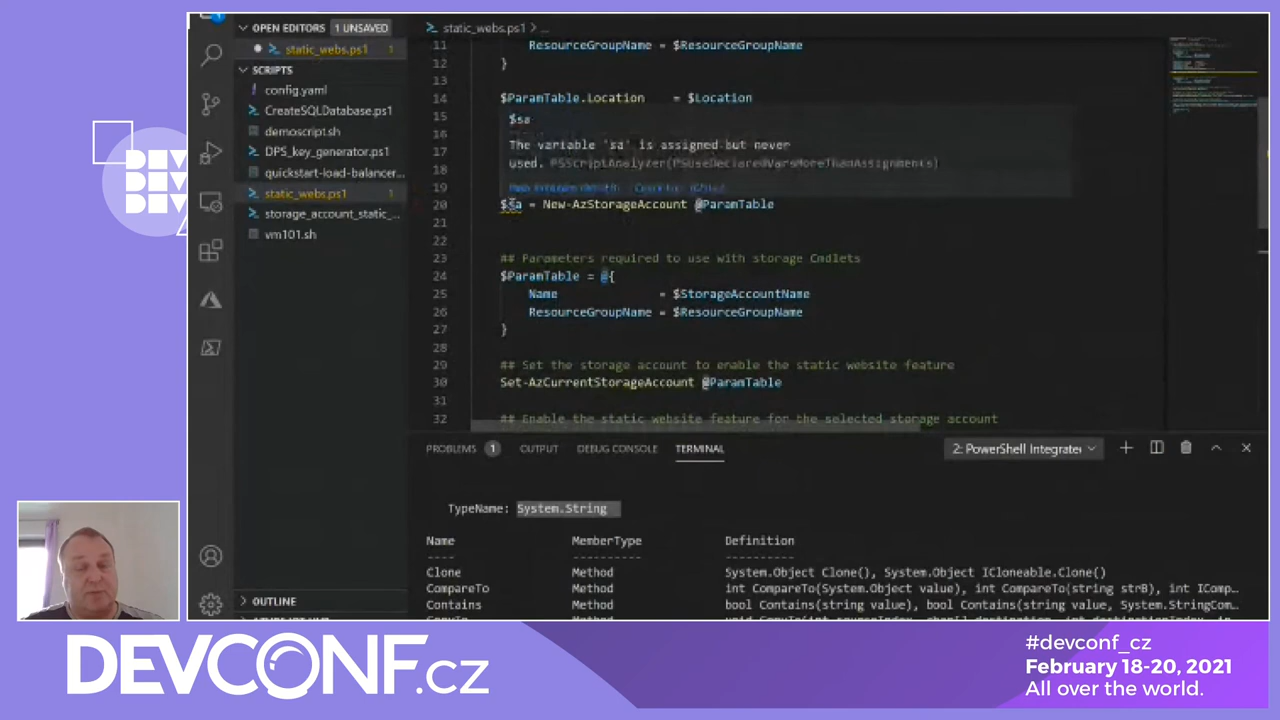 OPEN EDITORS 1 UNSAVED
static_webs.ps1 1
SCRIPTS
config.yaml
CreateSQLDatabase.ps1
demoscript.sh
DPS_key_generator.ps1
quickstart-load-balancer...
static_webs.ps1 1
storage_account_static_...
vm101.sh
OUTLINE
static_webs.ps1 > ...
11 ResourceGroupName = $ResourceGroupName
12 }
13
14 $ParamTable.Location = $Location
15
16
17
18
19
$sa
The variable 'sa' is assigned but never
used. PSScriptAnalyzer(PSUseDeclaredVarsMoreThanAssignments)
20 $sa = New-AzStorageAccount @ParamTable
21
22
23 ## Parameters required to use with storage Cmdlets
24 $ParamTable = @{
25 Name = $StorageAccountName
26 ResourceGroupName = $ResourceGroupName
27 }
28
29 ## Set the storage account to enable the static website feature
30 Set-AzCurrentStorageAccount @ParamTable
31
32 ## Enable the static website feature for the selected storage account
PROBLEMS 1 OUTPUT DEBUG CONSOLE TERMINAL 2: PowerShell Integrate
TypeName: System.String
Name MemberType Definition
---- ---------- ----------
Clone Method System.Object Clone(), System.Object ICloneable.Clone()
CompareTo Method int CompareTo(System.Object value), int CompareTo(string strB), int IComp...
Contains Method bool Contains(string value), bool Contains(string value, System.StringCom...
DEV
DEV
DEVCONF.cz
#devconf_cz
February 18-20, 2021
All over the world.